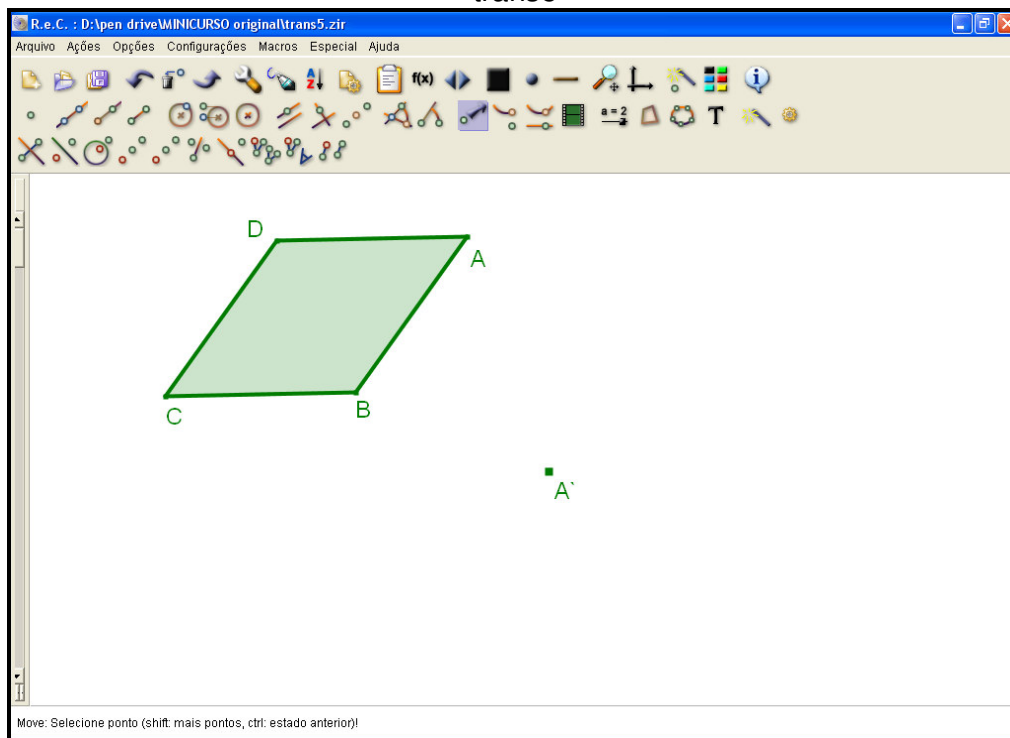 trans5
R.e.C. : D:\pen drive\MINICURSO original\trans5.zir
Arquivo Ações Opções Configurações Macros Especial Ajuda
A Z f(x)
a = 2 T
D
A
C
B
A`
Move: Selecione ponto (shift: mais pontos, ctrl: estado anterior)!